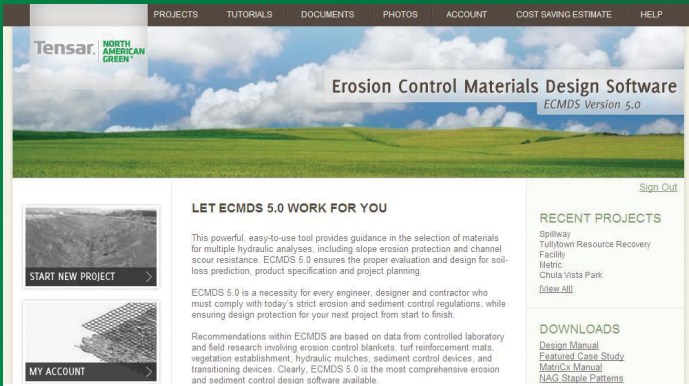 PROJECTS TUTORIALS DOCUMENTS PHOTOS ACCOUNT COST SAVING ESTIMATE HELP
Tensar. NORTH
AMERICAN
GREEN®
Erosion Control Materials Design Software
ECMDS Version 5.0
Sign Out
START NEW PROJECT
MY ACCOUNT
LET ECMDS 5.0 WORK FOR YOU
This powerful, easy-to-use tool provides guidance in the selection of materials
for multiple hydraulic analyses, including slope erosion protection and channel
scour resistance. ECMDS 5.0 ensures the proper evaluation and design for soil-
loss prediction, product specification and project planning.
ECMDS 5.0 is a necessity for every engineer, designer and contractor who
must comply with today's strict erosion and sediment control regulations, while
ensuring design protection for your next project from start to finish.
Recommendations within ECMDS are based on data from controlled laboratory
and field research involving erosion control blankets, turf reinforcement mats,
vegetation establishment, hydraulic mulches, sediment control devices, and
transitioning devices. Clearly, ECMDS 5.0 is the most comprehensive erosion
and sediment control design software available.
RECENT PROJECTS
Spillway
Tullytown Resource Recovery
Facility
Metric
Chula Vista Park
[View All]
DOWNLOADS
Design Manual
Featured Case Study
MatriCx Manual
NAG Staple Patterns